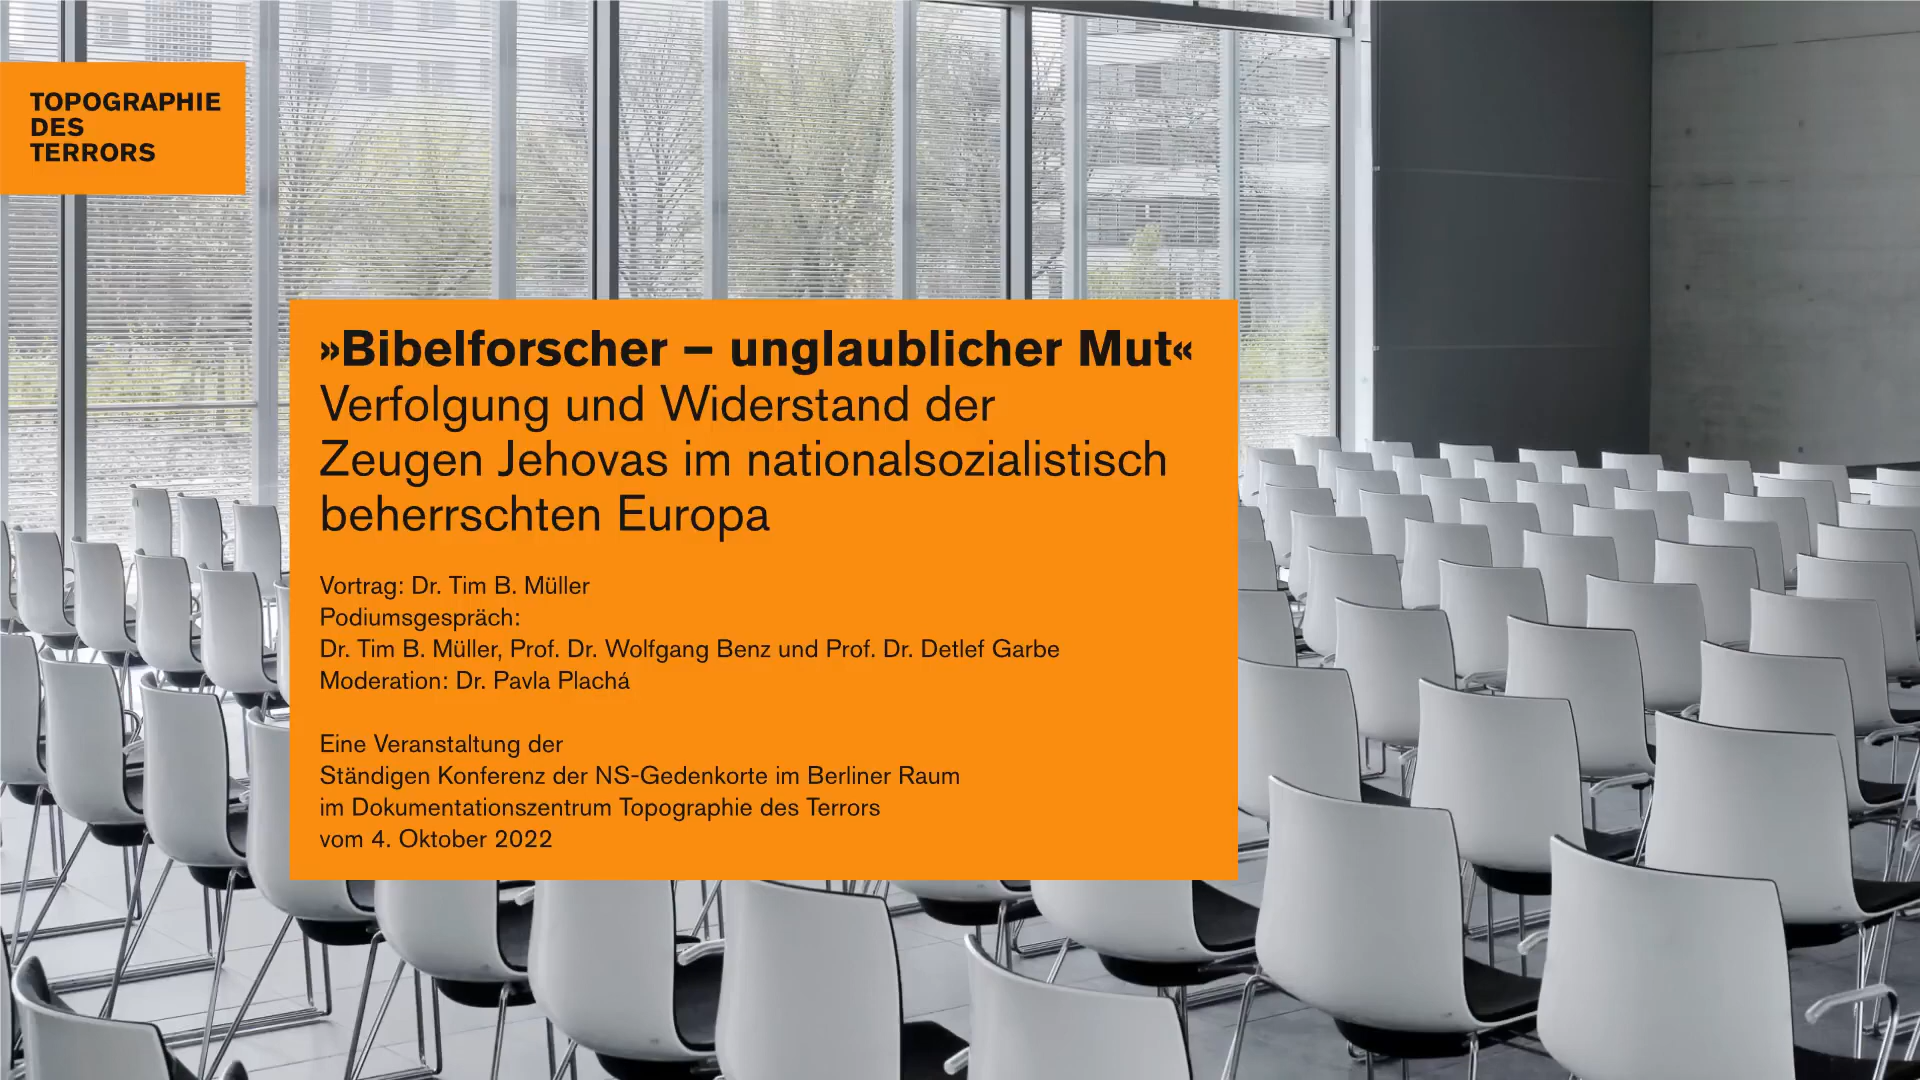 TOPOGRAPHIE
DES
TERRORS
»Bibelforscher – unglaublicher Mut«
Verfolgung und Widerstand der
Zeugen Jehovas im nationalsozialistisch
beherrschten Europa
Vortrag: Dr. Tim B. Müller
Podiumsgespräch:
Dr. Tim B. Müller, Prof. Dr. Wolfgang Benz und Prof. Dr. Detlef Garbe
Moderation: Dr. Pavla Plachá
Eine Veranstaltung der
Ständigen Konferenz der NS-Gedenkorte im Berliner Raum
im Dokumentationszentrum Topographie des Terrors
vom 4. Oktober 2022